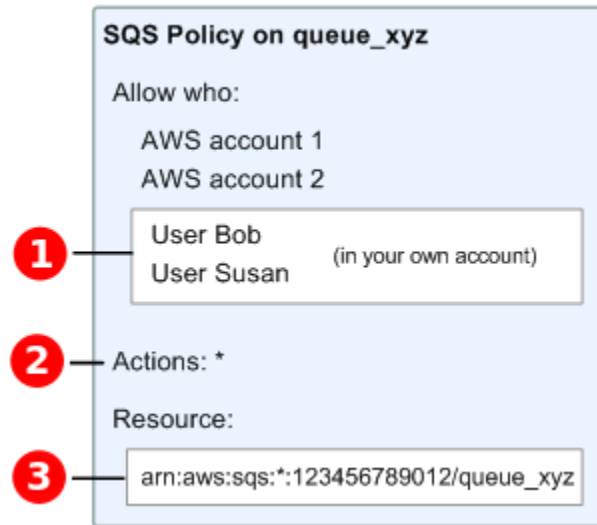 SQS Policy on queue_xyz
Allow who:
AWS account 1
AWS account 2
1
User Bob
User Susan
(in your own account)
2
Actions: *
Resource:
3
arn:aws:sqs:*:123456789012/queue_xyz